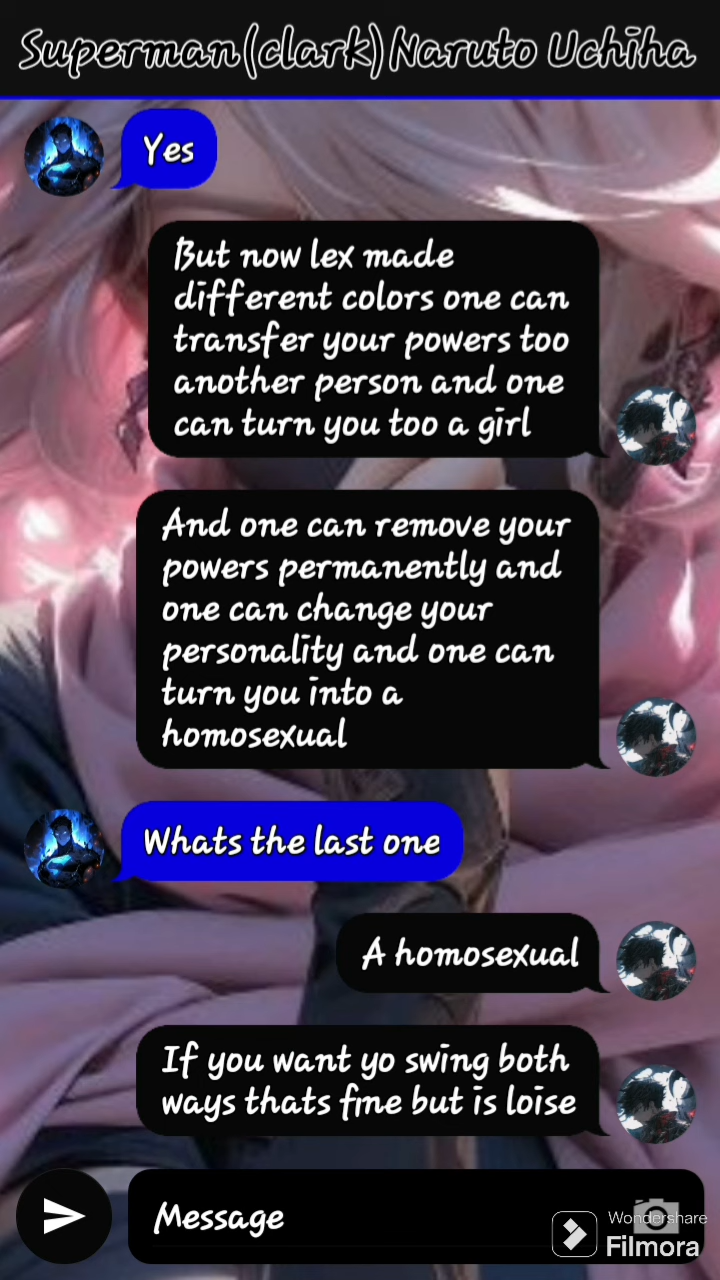 Superman(clark)Naruto Uchiha
Yes
But now lex made
different colors one can
transfer your powers too
another person and one
can turn you too a girl
And one can remove your
powers permanently and
one can change your
personality and one can
turn you into a
homosexual
Whats the last one
A homosexual
If you want yo swing both
ways thats fine but is loise
Message
Wondershare
Filmora